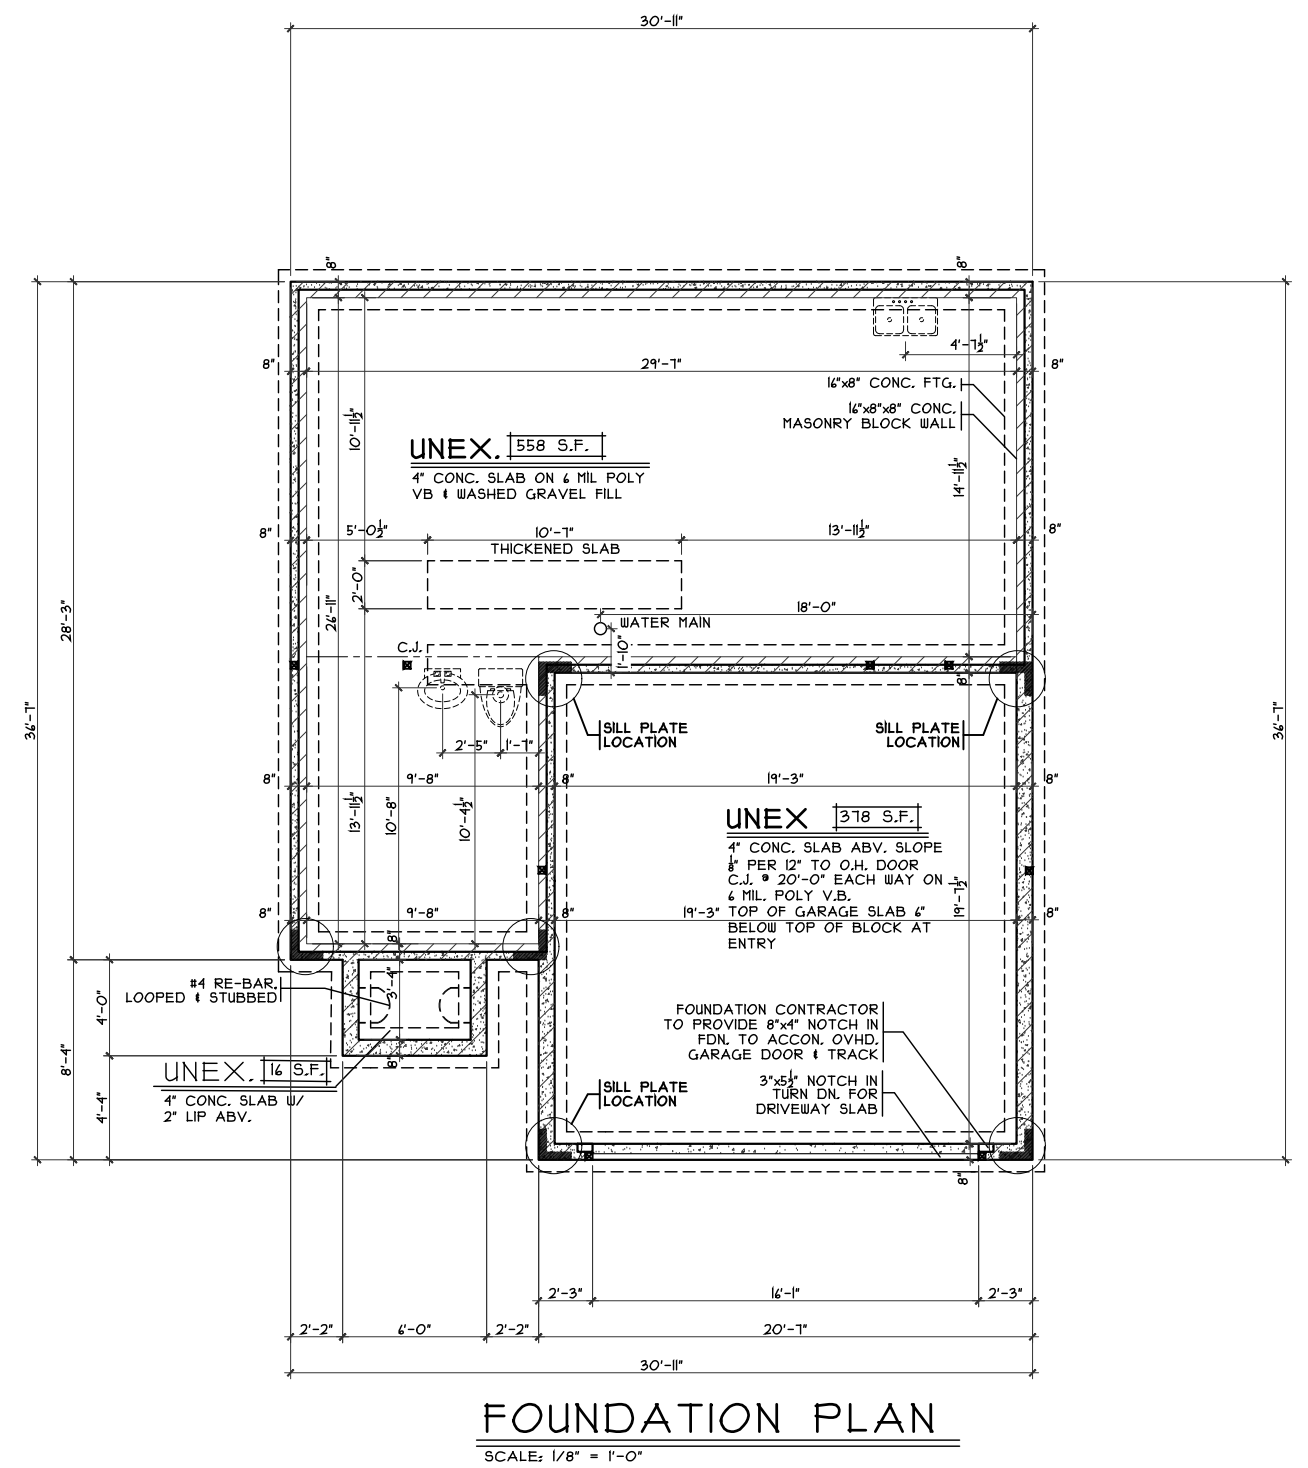 30'-11"
8"
8"
4'-7½"
8"
29'-7"
8"
16"x8" CONC. FTG.
16"x8"x8" CONC.
MASONRY BLOCK WALL
10'-11½"
UNEX. 558 S.F.
4" CONC. SLAB ON 6 MIL POLY
VB & WASHED GRAVEL FILL
14'-11½"
8"
5'-0½"
10'-7"
13'-11½"
8"
THICKENED SLAB
2'-0"
26'-11"
28'-3"
18'-0"
WATER MAIN
1'-10"
C.J.
8"
36'-7"
36'-7"
SILL PLATE
LOCATION
SILL PLATE
LOCATION
2'-5"
1'-7"
8"
9'-8"
8"
19'-3"
8"
13'-11½"
10'-8"
10'-4½"
UNEX 378 S.F.
4" CONC. SLAB ABV. SLOPE
⅛" PER 12" TO O.H. DOOR
C.J. @ 20'-0" EACH WAY ON
6 MIL. POLY V.B.
TOP OF GARAGE SLAB 6"
BELOW TOP OF BLOCK AT
ENTRY
19'-7½"
8"
9'-8"
8"
19'-3"
8"
8"
3'-4"
8"
#4 RE-BAR,
LOOPED & STUBBED
4'-0"
8'-4"
4'-4"
UNEX. 16 S.F.
4" CONC. SLAB W/
2" LIP ABV.
FOUNDATION CONTRACTOR
TO PROVIDE 8"x4" NOTCH IN
FDN. TO ACCON. OVHD.
GARAGE DOOR & TRACK
3"x5½" NOTCH IN
TURN DN. FOR
DRIVEWAY SLAB
SILL PLATE
LOCATION
8"
2'-3"
16'-1"
2'-3"
2'-2"
6'-0"
2'-2"
20'-7"
30'-11"
FOUNDATION PLAN
SCALE: 1/8" = 1'-0"